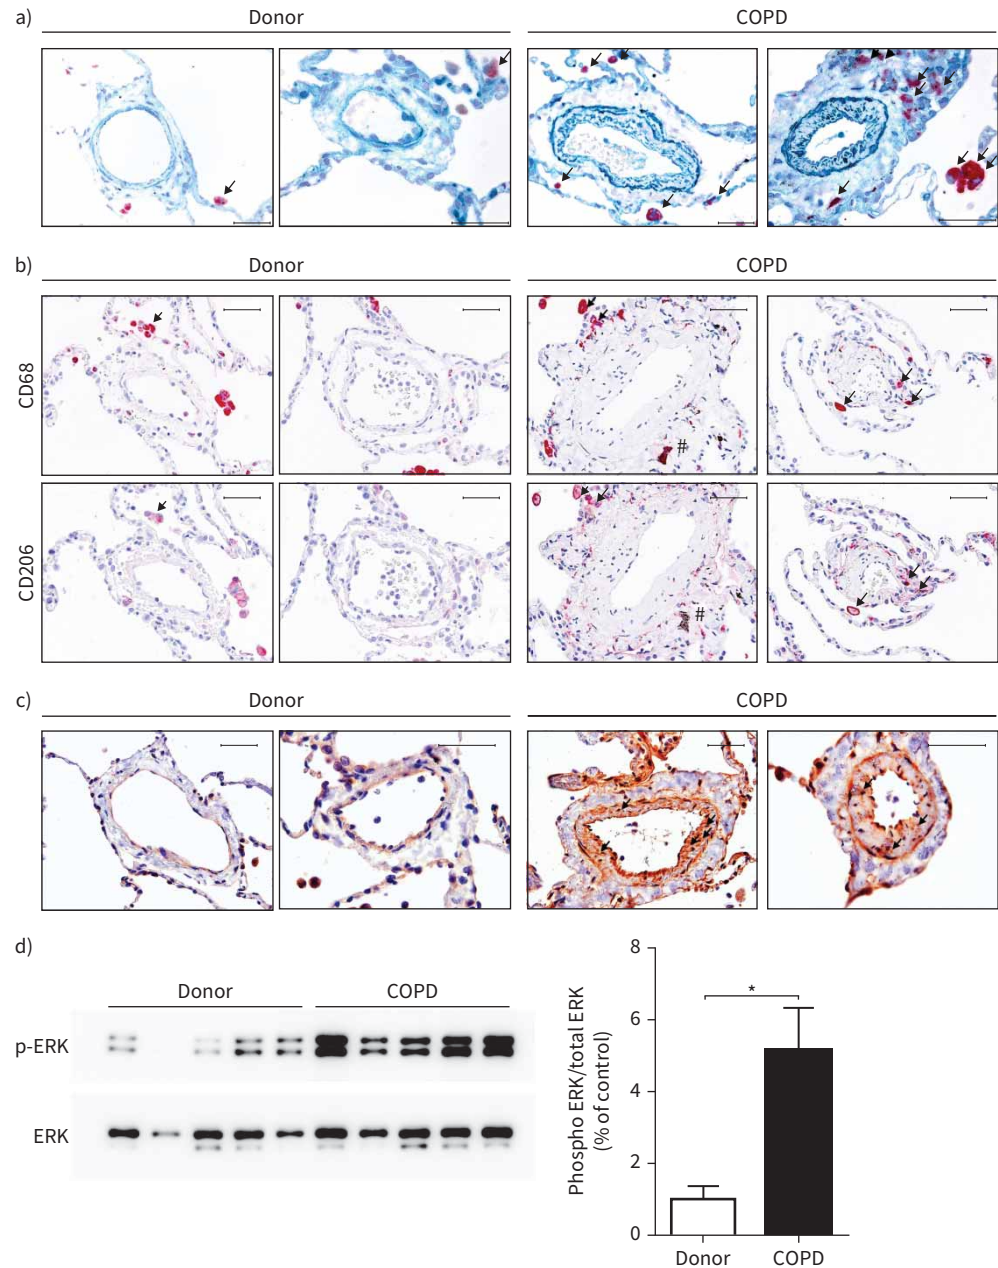 a)
Donor
COPD
b)
Donor
COPD
CD68
#
CD206
#
c)
Donor
COPD
d)
Donor
COPD
p-ERK
ERK
Phospho ERK/total ERK
(% of control)
8
6
4
2
0
*
Donor
COPD